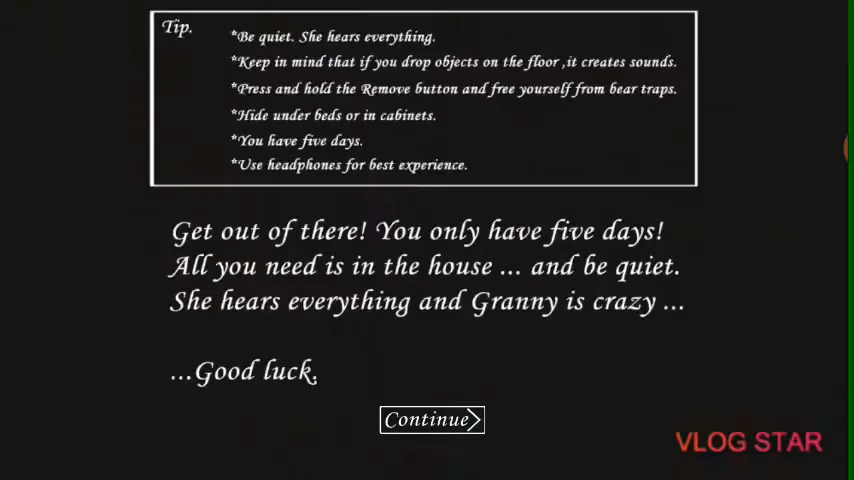 Tip.
*Be quiet. She hears everything.
*Keep in mind that if you drop objects on the floor ,it creates sounds.
*Press and hold the Remove button and free yourself from bear traps.
*Hide under beds or in cabinets.
*You have five days.
*Use headphones for best experience.
Get out of there! You only have five days!
All you need is in the house ... and be quiet.
She hears everything and Granny is crazy ...
...Good luck.
Continue
VLOG STAR